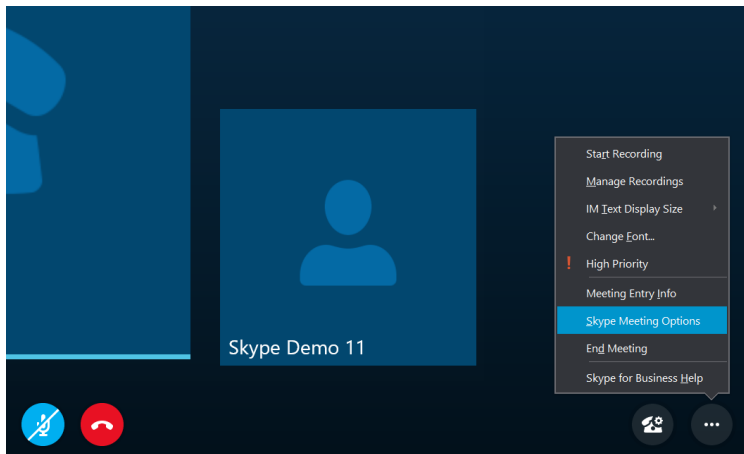 Start Recording
Manage Recordings
IM Text Display Size
Change Font...
! High Priority
Meeting Entry Info
Skype Meeting Options
End Meeting
Skype for Business Help
Skype Demo 11